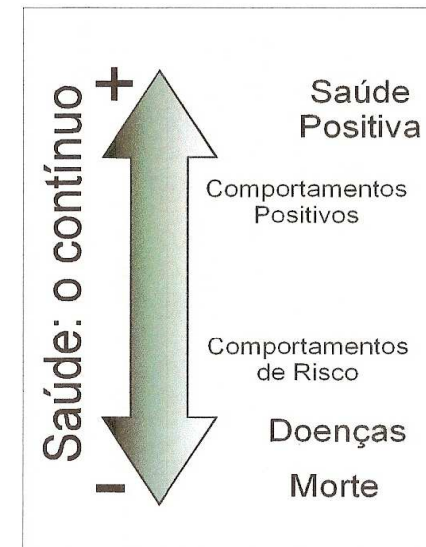 Saúde: o contínuo
+
Saúde
Positiva
Comportamentos
Positivos
Comportamentos
de Risco
Doenças
–
Morte